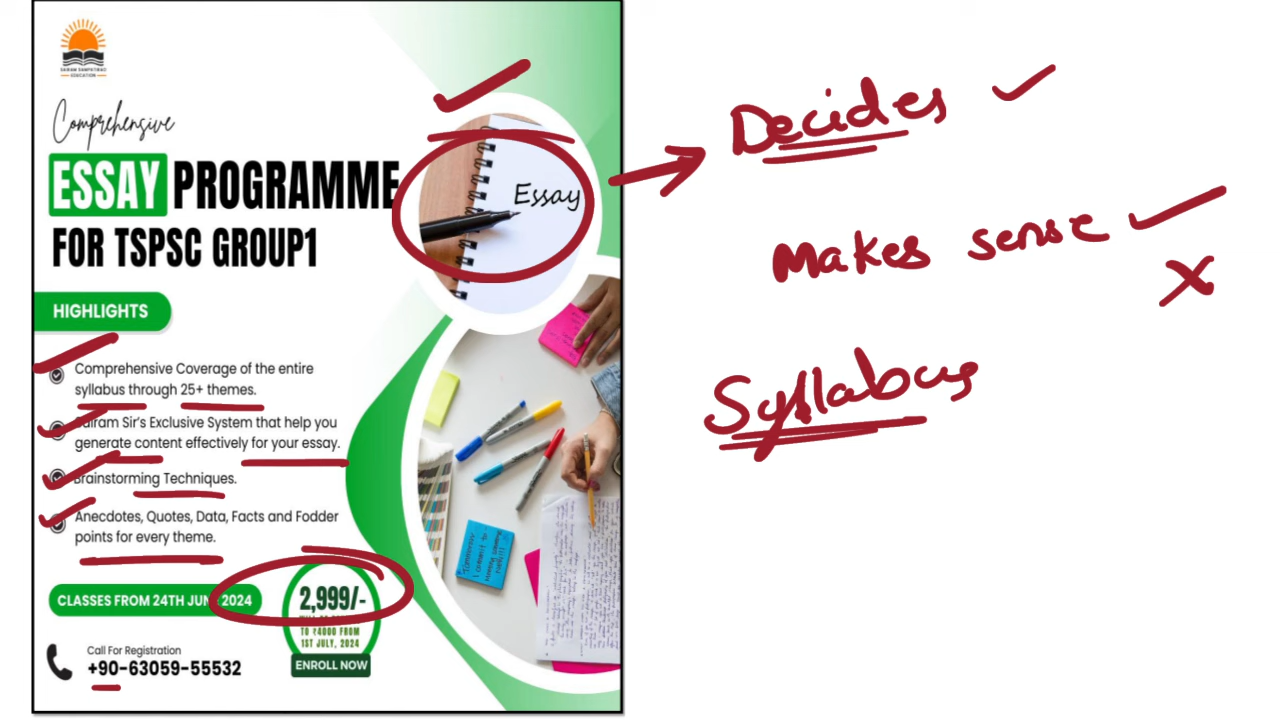 SAIRAM SAMPATIRAO
EDUCATION
Comprehensive
ESSAY PROGRAMME
FOR TSPSC GROUP1
Essay
HIGHLIGHTS
Comprehensive Coverage of the entire
syllabus through 25+ themes.
Sairam Sir's Exclusive System that help you
generate content effectively for your essay.
Brainstorming Techniques.
Anecdotes, Quotes, Data, Facts and Fodder
points for every theme.
CLASSES FROM 24TH JUNE 2024
2,999/-
TO ₹4000 FROM
1ST JULY, 2024
ENROLL NOW
Call For Registration
+90-63059-55532
Decides
Makes sense
Syllabus